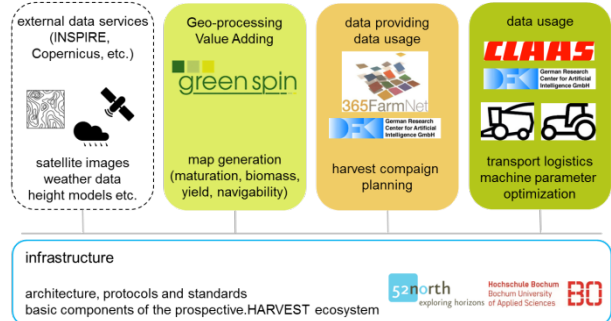 external data services
(INSPIRE,
Copernicus, etc.)
satellite images
weather data
height models etc.
Geo-processing
Value Adding
greenspin
map generation
(maturation, biomass,
yield, navigability)
data providing
data usage
365FarmNet
DFKI
German Research
Center for Artificial
Intelligence GmbH
harvest compaign
planning
data usage
CLAAS
DFKI
German Research
Center for Artificial
Intelligence GmbH
transport logistics
machine parameter
optimization
infrastructure
architecture, protocols and standards
basic components of the prospective.HARVEST ecosystem
52north
exploring horizons
Hochschule Bochum
Bochum University
of Applied Sciences
BO